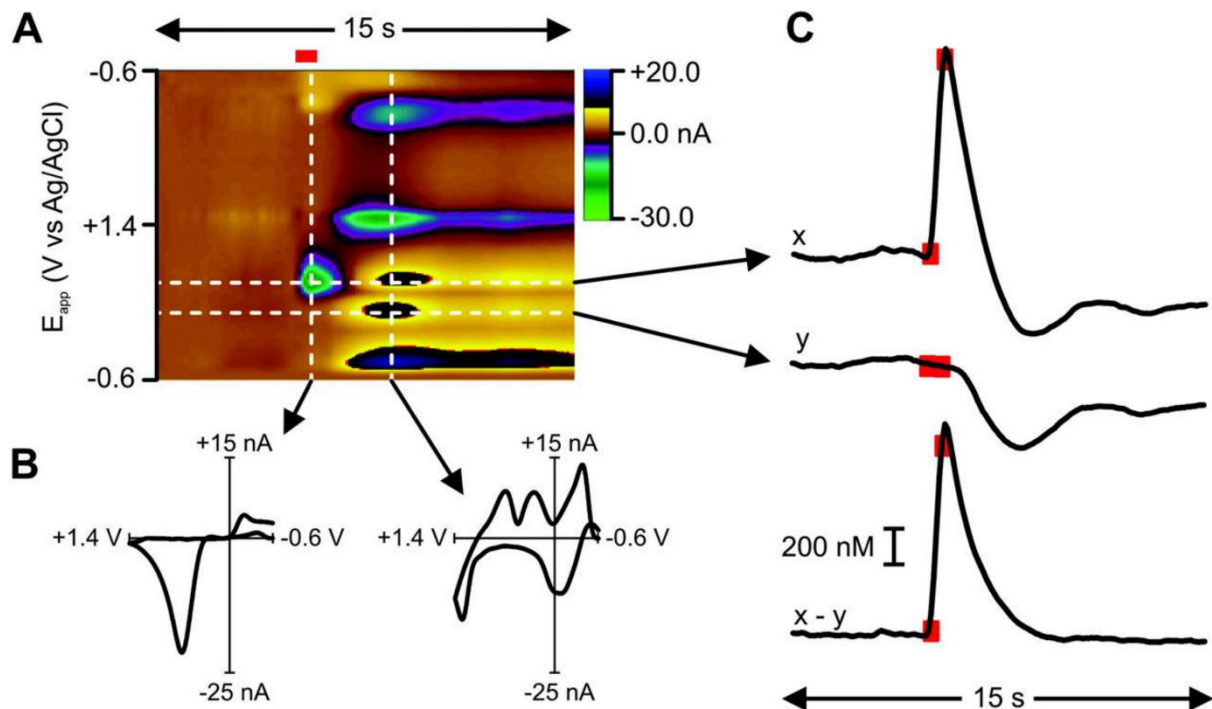 A
15 s
C
-0.6
+1.4
-0.6
E_app (V vs Ag/AgCl)
+20.0
0.0 nA
-30.0
x
y
B
+15 nA
+1.4 V
-0.6 V
-25 nA
+15 nA
+1.4 V
-0.6 V
-25 nA
200 nM
x - y
15 s